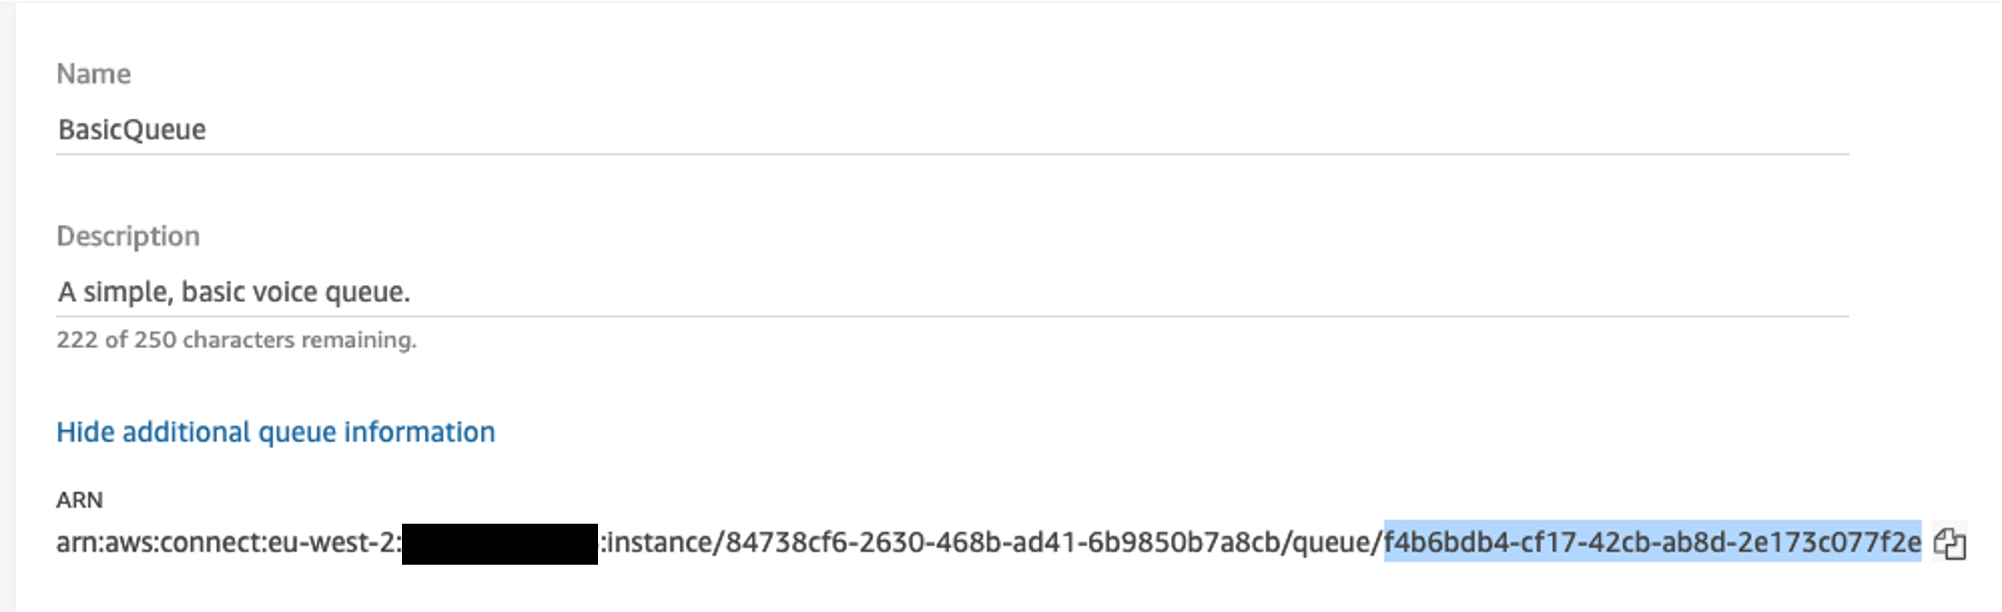 Name
BasicQueue
Description
A simple, basic voice queue.
222 of 250 characters remaining.
Hide additional queue information
ARN
arn:aws:connect:eu-west-2: :instance/84738cf6-2630-468b-ad41-6b9850b7a8cb/queue/f4b6bdb4-cf17-42cb-ab8d-2e173c077f2e